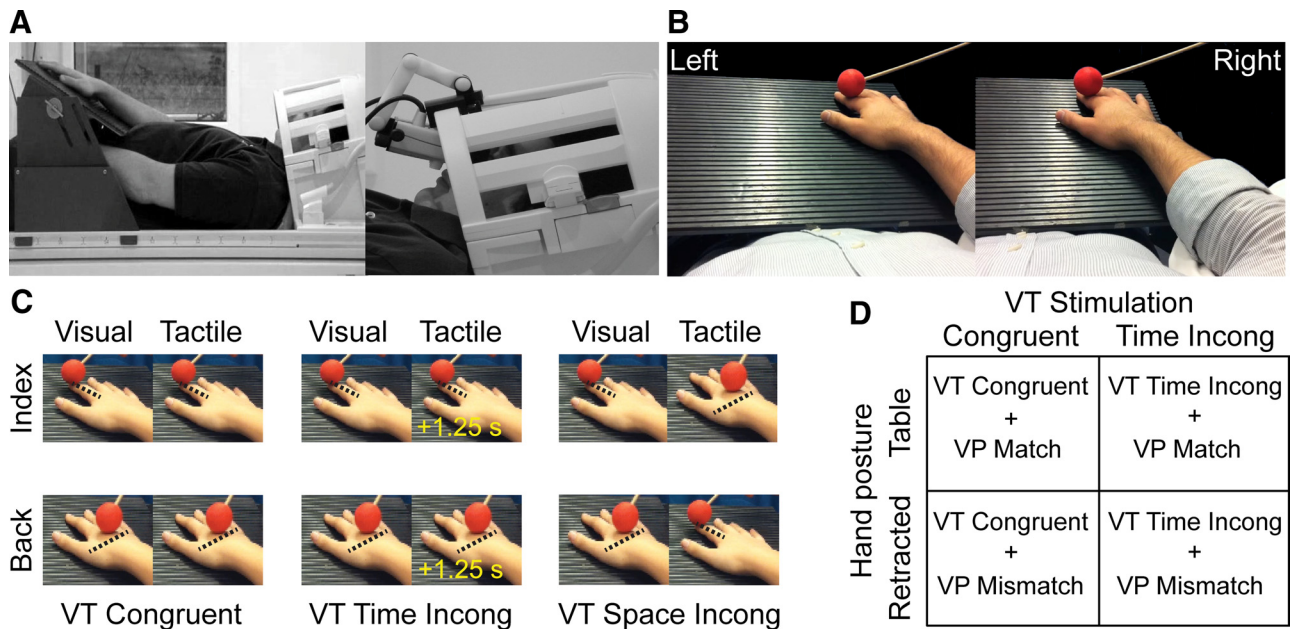 A
B
Left
Right
C
Visual Tactile
Visual Tactile
Visual Tactile
Index
+1.25 s
Back
+1.25 s
VT Congruent
VT Time Incong
VT Space Incong
D
VT Stimulation
Congruent
Time Incong
Hand posture
Table
Retracted
VT Congruent
+
VP Match
VT Time Incong
+
VP Match
VT Congruent
+
VP Mismatch
VT Time Incong
+
VP Mismatch